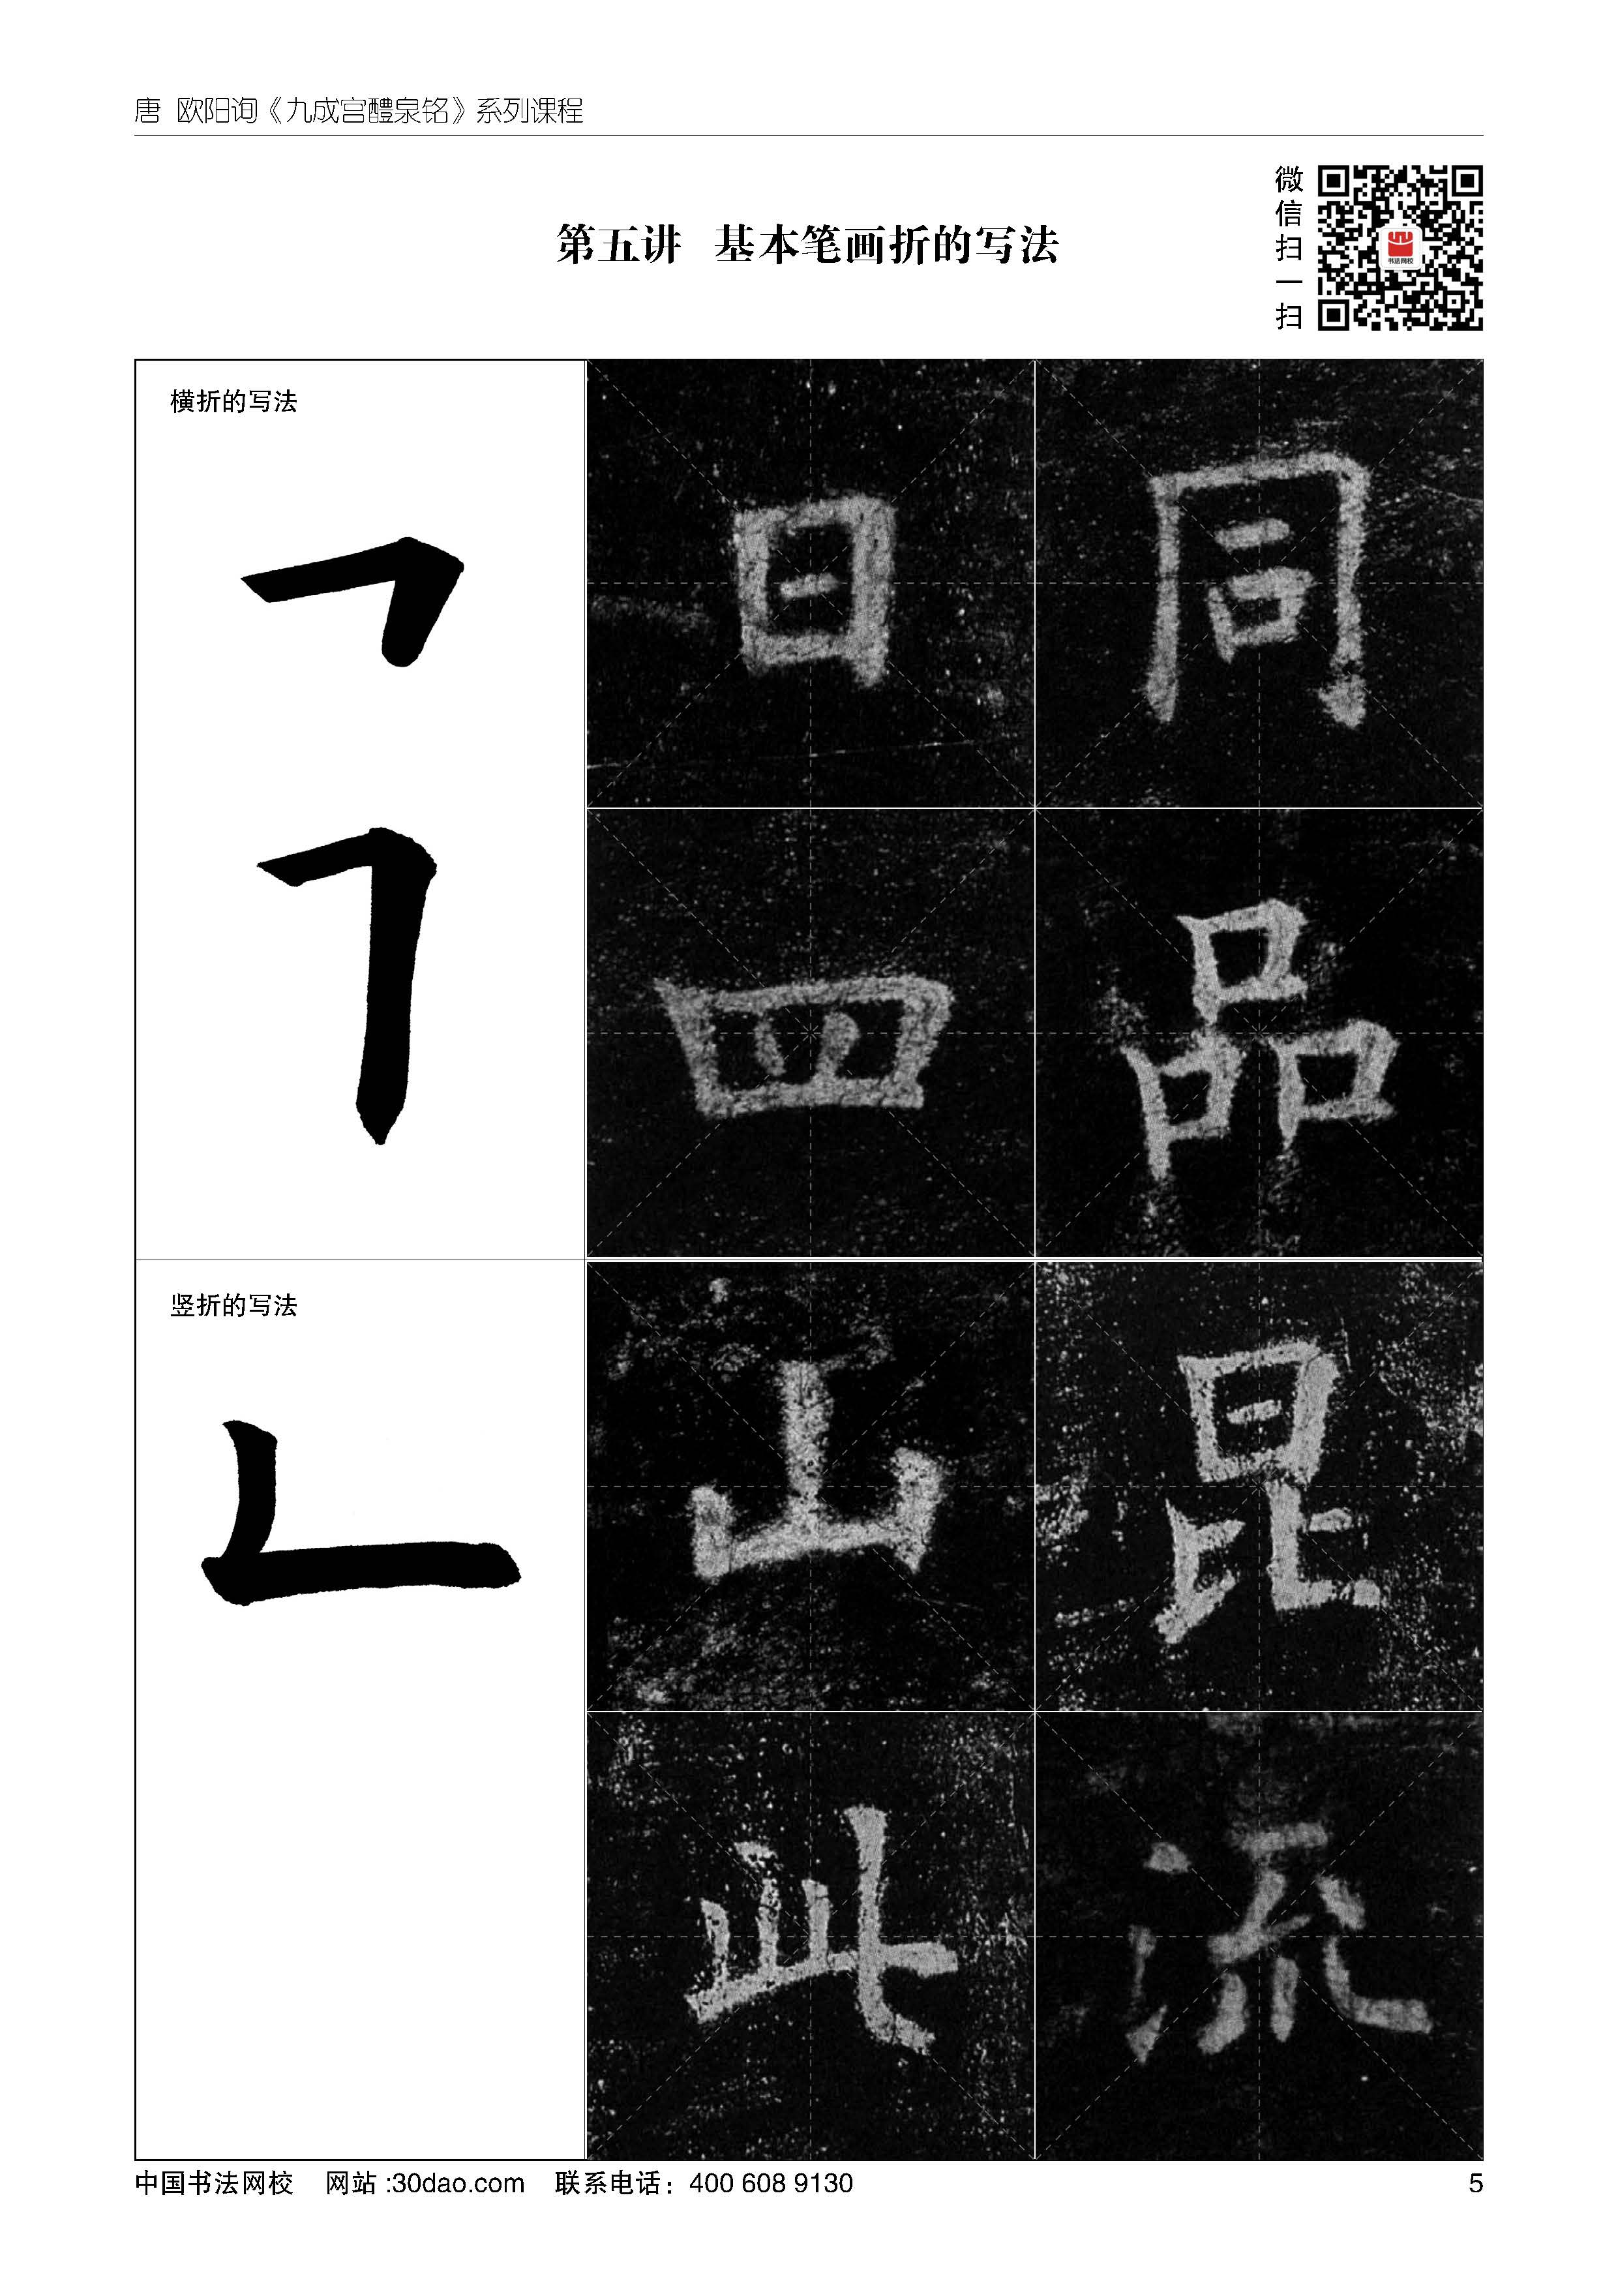 唐 欧阳询《九成宫醴泉铭》系列课程
第五讲 基本笔画折的写法
微信扫一扫
书法网校
横折的写法
日 同
四 品
竖折的写法
山 昆
此 流
中国书法网校 网站 :30dao.com 联系电话：400 608 9130 5